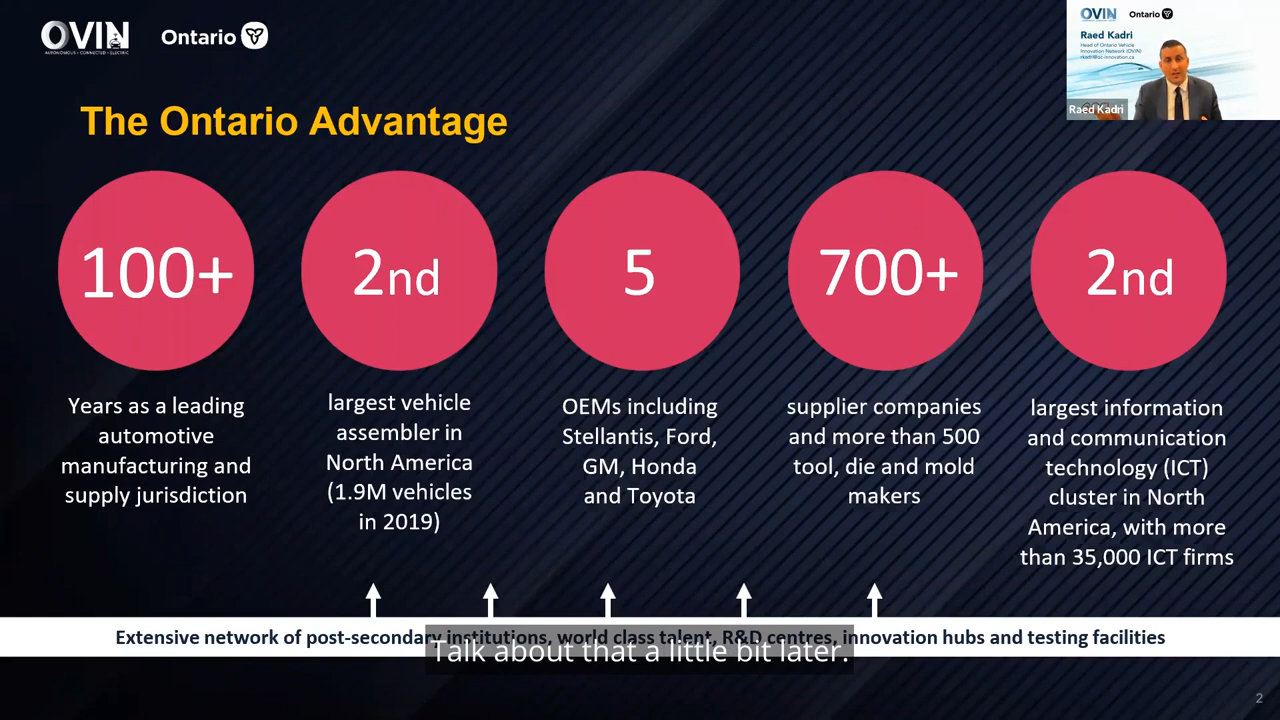 OVIN
AUTONOMOUS • CONNECTED • ELECTRIC
Ontario
OVIN
Ontario
Raed Kadri
Head of Ontario Vehicle
Innovation Network (OVIN)
rkadri@oc-innovation.ca
Raed Kadri
The Ontario Advantage
100+
Years as a leading
automotive
manufacturing and
supply jurisdiction
2nd
largest vehicle
assembler in
North America
(1.9M vehicles
in 2019)
5
OEMs including
Stellantis, Ford,
GM, Honda
and Toyota
700+
supplier companies
and more than 500
tool, die and mold
makers
2nd
largest information
and communication
technology (ICT)
cluster in North
America, with more
than 35,000 ICT firms
Extensive network of post-secondary institutions, world class talent, R&D centres, innovation hubs and testing facilities
Talk about that a little bit later.
2